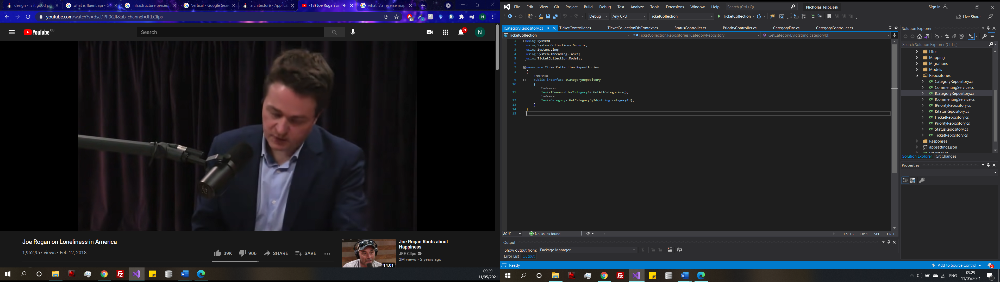 design - Is it good pr
what is fluent api - Go
infrastructure present
vertical - Google Sear
architecture - Applicat
(18) Joe Rogan on
what is a reverse map
youtube.com/watch?v=dscDPIf0GJI&ab_channel=JREClips
33
N
YouTube GB
Search
9+
N
Joe Rogan on Loneliness in America
1,952,957 views • Feb 12, 2018
39K
906
SHARE
SAVE
Joe Rogan Rants about
Happiness
JRE Clips
2M views • 2 years ago
14:01
09:29
11/05/2021
File Edit View Git Project Build Debug Test Analyze Tools Extensions Window Help
Search (Ctrl+Q)
NicholasHelpDesk
Sign in
Debug
Any CPU
TicketCollection
TicketCollection
Live Share
ICategoryRepository.cs
TicketController.cs
TicketCollectionDbContext.cs
StatusController.cs
PriorityController.cs
CategoryDto.cs
CategoryController.cs
TicketCollection
TicketCollection.Repositories.ICategoryRepository
GetCategoryById(string categoryId)
1 using System;
2 using System.Collections.Generic;
3 using System.Linq;
4 using System.Threading.Tasks;
5 using TicketCollection.Models;
6
7 namespace TicketCollection.Repositories
8 {
4 references
9 public interface ICategoryRepository
10 {
2 references
11 Task<IEnumerable<Category>> GetAllCategories();
1 reference
12 Task<Category> GetCategoryById(string categoryId);
13 }
14 }
15
80 %
No issues found
Ln: 15
Ch: 1
SPC
CRLF
Output
Show output from:
Package Manager
Error List
Output
Ready
Add to Source Control
2
Solution Explorer
Search Solution Explorer (Ctrl+;)
Dtos
Mapping
Migrations
Models
Repositories
C# CategoryRepository.cs
C# CommentingService.cs
C# ICategoryRepository.cs
C# ICommentingService.cs
C# IPriorityRepository.cs
C# IStatusRepository.cs
C# ITicketRepository.cs
C# PriorityRepository.cs
C# StatusRepository.cs
C# TicketRepository.cs
Responses
appsettings.json
C# Program.cs
Solution Explorer
Git Changes
Properties
ENG
09:29
11/05/2021
1